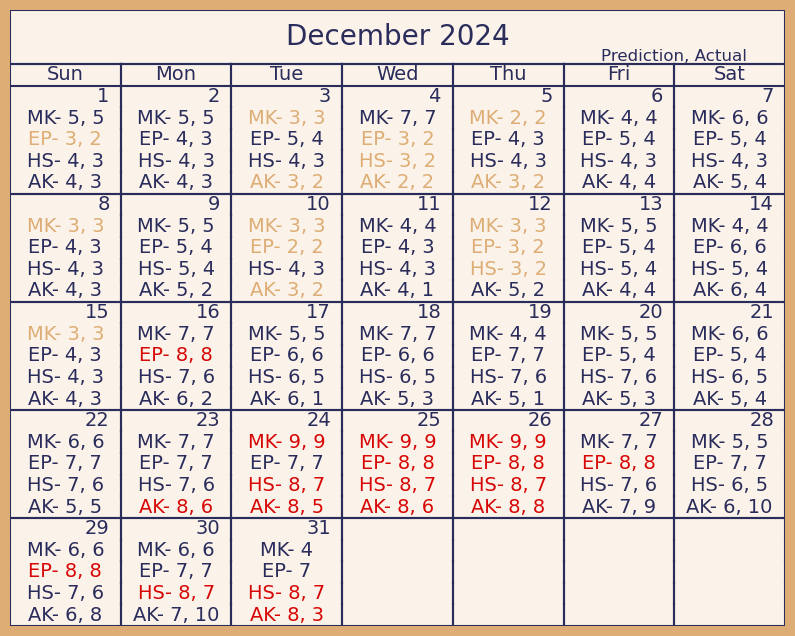 December 2024
Prediction, Actual
Sun Mon Tue Wed Thu Fri Sat
1 2 3 4 5 6 7
MK- 5, 5 MK- 5, 5 MK- 3, 3 MK- 7, 7 MK- 2, 2 MK- 4, 4 MK- 6, 6
EP- 3, 2 EP- 4, 3 EP- 5, 4 EP- 3, 2 EP- 4, 3 EP- 5, 4 EP- 5, 4
HS- 4, 3 HS- 4, 3 HS- 4, 3 HS- 3, 2 HS- 4, 3 HS- 4, 3 HS- 4, 3
AK- 4, 3 AK- 4, 3 AK- 3, 2 AK- 2, 2 AK- 3, 2 AK- 4, 4 AK- 5, 4
8 9 10 11 12 13 14
MK- 3, 3 MK- 5, 5 MK- 3, 3 MK- 4, 4 MK- 3, 3 MK- 5, 5 MK- 4, 4
EP- 4, 3 EP- 5, 4 EP- 2, 2 EP- 4, 3 EP- 3, 2 EP- 5, 4 EP- 6, 6
HS- 4, 3 HS- 5, 4 HS- 4, 3 HS- 4, 3 HS- 3, 2 HS- 5, 4 HS- 5, 4
AK- 4, 3 AK- 5, 2 AK- 3, 2 AK- 4, 1 AK- 5, 2 AK- 4, 4 AK- 6, 4
15 16 17 18 19 20 21
MK- 3, 3 MK- 7, 7 MK- 5, 5 MK- 7, 7 MK- 4, 4 MK- 5, 5 MK- 6, 6
EP- 4, 3 EP- 8, 8 EP- 6, 6 EP- 6, 6 EP- 7, 7 EP- 5, 4 EP- 5, 4
HS- 4, 3 HS- 7, 6 HS- 6, 5 HS- 6, 5 HS- 7, 6 HS- 7, 6 HS- 6, 5
AK- 4, 3 AK- 6, 2 AK- 6, 1 AK- 5, 3 AK- 5, 1 AK- 5, 3 AK- 5, 4
22 23 24 25 26 27 28
MK- 6, 6 MK- 7, 7 MK- 9, 9 MK- 9, 9 MK- 9, 9 MK- 7, 7 MK- 5, 5
EP- 7, 7 EP- 7, 7 EP- 7, 7 EP- 8, 8 EP- 8, 8 EP- 8, 8 EP- 7, 7
HS- 7, 6 HS- 7, 6 HS- 8, 7 HS- 8, 7 HS- 8, 7 HS- 7, 6 HS- 6, 5
AK- 5, 5 AK- 8, 6 AK- 8, 5 AK- 8, 6 AK- 8, 8 AK- 7, 9 AK- 6, 10
29 30 31
MK- 6, 6 MK- 6, 6 MK- 4
EP- 8, 8 EP- 7, 7 EP- 7
HS- 7, 6 HS- 8, 7 HS- 8, 7
AK- 6, 8 AK- 7, 10 AK- 8, 3